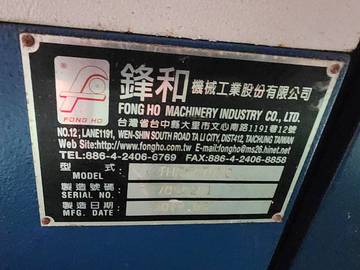 FONG HO
鋒和機械工業股份有限公司
FONG HO MACHINERY INDUSTRY CO., LTD.
台灣省台中縣大里市文心南路1191巷12號
NO.12, LANE1191, WEN-SHIN SOUTH ROAD TA LI CITY, DIST412, TAICHUNG TAIWAN
Web Site:http://www.fongho.com.tw E-mail:fongho@ms26.hinet.net
TEL:886-4-2406-6769 FAX:886-4-2406-8858
型式:
MODEL
製造號碼:
SERIAL NO.
製造日期:
MFG. DATE